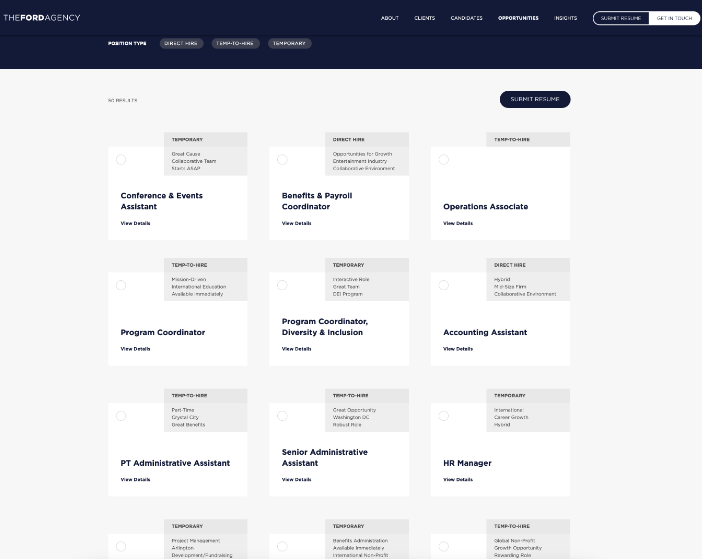 THEFORDAGENCY
ABOUT
CLIENTS
CANDIDATES
OPPORTUNITIES
INSIGHTS
SUBMIT RESUME
GET IN TOUCH
POSITION TYPE
DIRECT HIRE
TEMP-TO-HIRE
TEMPORARY
50 RESULTS
SUBMIT RESUME
TEMPORARY
Great Cause
Collaborative Team
Start ASAP
Conference & Events
Assistant
View Details
DIRECT HIRE
Opportunities for Growth
Entertainment Industry
Collaborative Environment
Benefits & Payroll
Coordinator
View Details
TEMP-TO-HIRE
Operations Associate
View Details
TEMP-TO-HIRE
Mission-Driven
International Education
Available Immediately
Program Coordinator
View Details
TEMPORARY
Interactive Role
Great Team
DEI Program
Program Coordinator,
Diversity & Inclusion
View Details
DIRECT HIRE
Hybrid
Mid-Size Firm
Collaborative Environment
Accounting Assistant
View Details
TEMP-TO-HIRE
Part-Time
Crystal City
Great Benefits
PT Administrative Assistant
View Details
TEMP-TO-HIRE
Great Opportunity
Washington DC
Robust Role
Senior Administrative
Assistant
View Details
TEMPORARY
International
Career Growth
Hybrid
HR Manager
View Details
TEMPORARY
Project Management
Arlington
Development/Fundraising
TEMPORARY
Benefits Administration
Available Immediately
International Non-Profit
TEMP-TO-HIRE
Global Non-Profit
Growth Opportunity
Rewarding Role